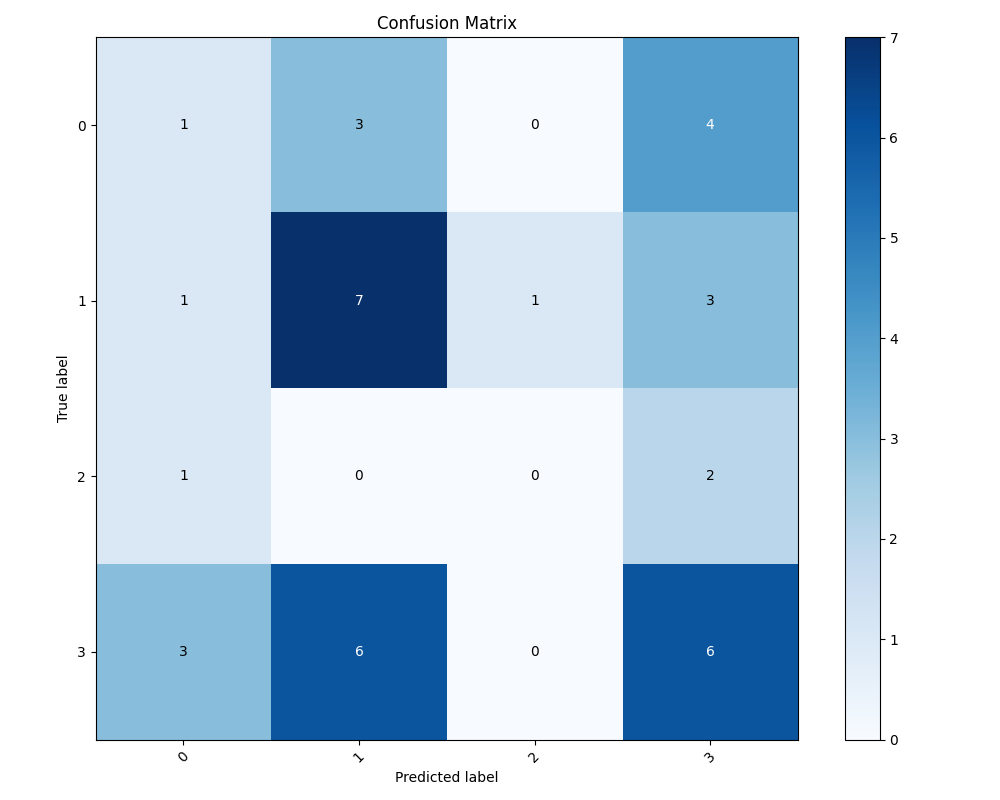 Confusion Matrix
0 1 3 0 4
1 1 7 1 3
2 1 0 0 2
3 3 6 0 6
0 1 2 3
Predicted label
True label
7
6
5
4
3
2
1
0